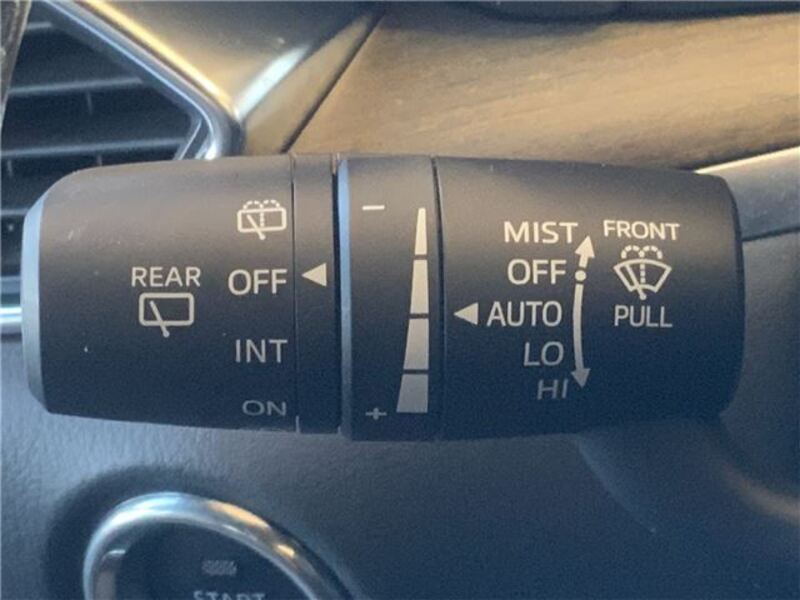 REAR
OFF
INT
ON
−
+
MIST
OFF
AUTO
LO
HI
FRONT
PULL
START